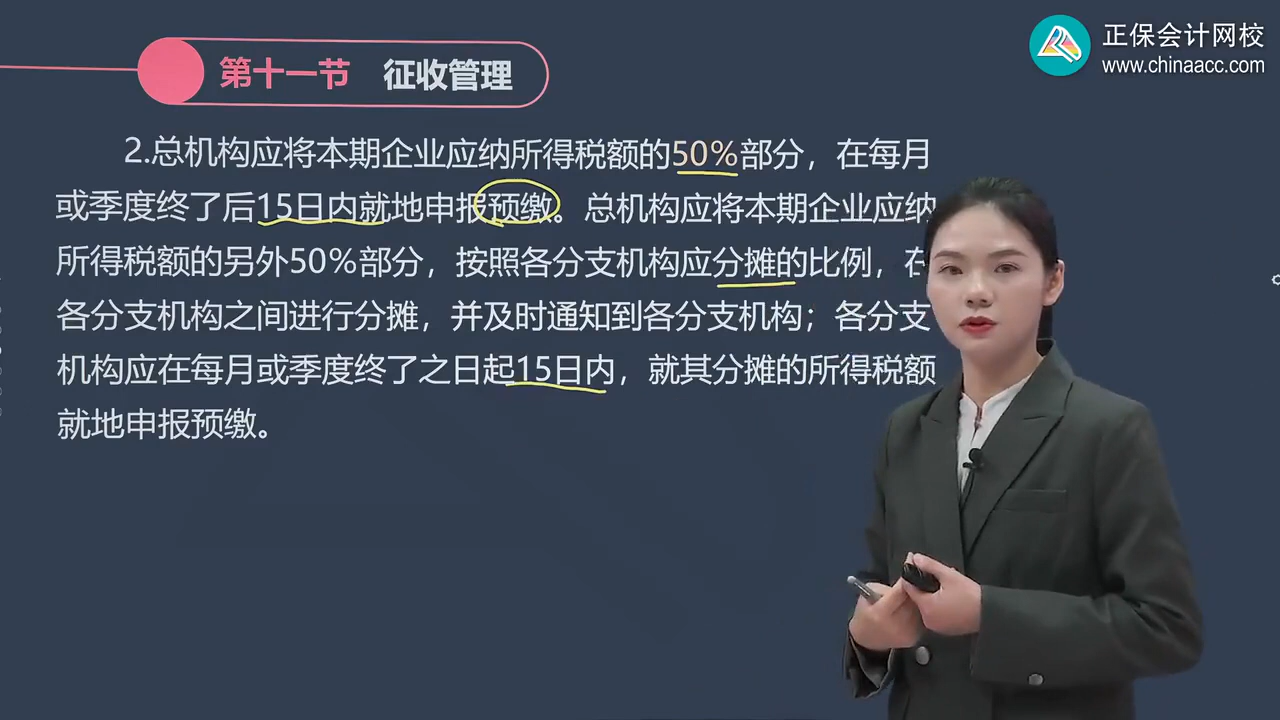 正保会计网校
www.chinaacc.com
第十一节 征收管理
2.总机构应将本期企业应纳所得税额的50%部分，在每月
或季度终了后15日内就地申报预缴。总机构应将本期企业应纳
所得税额的另外50%部分，按照各分支机构应分摊的比例，在
各分支机构之间进行分摊，并及时通知到各分支机构；各分支
机构应在每月或季度终了之日起15日内，就其分摊的所得税额
就地申报预缴。